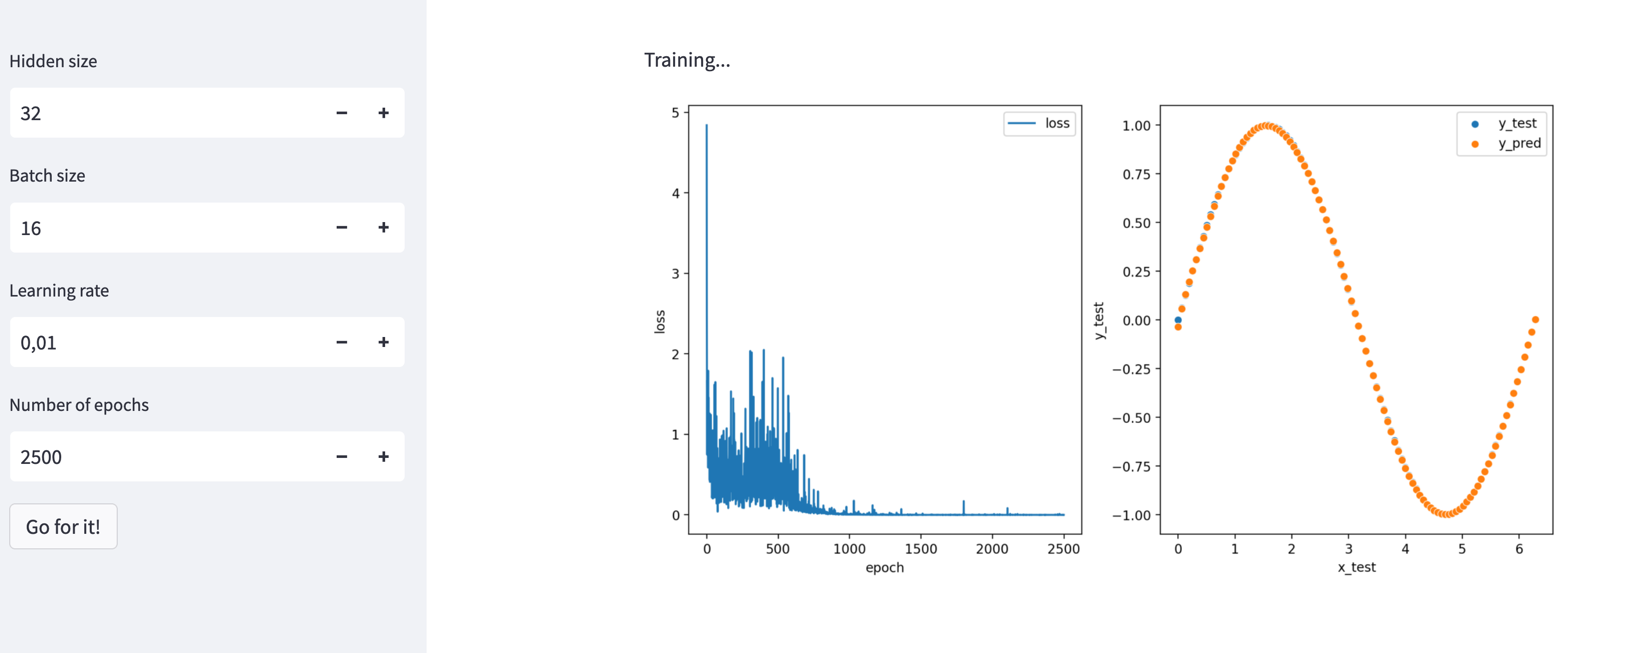 Hidden size
32
Batch size
16
Learning rate
0,01
Number of epochs
2500
Go for it!
Training...
loss
5
4
3
2
1
0
loss
0 500 1000 1500 2000 2500
epoch
y_test
y_pred
1.00
0.75
0.50
0.25
0.00
−0.25
−0.50
−0.75
−1.00
y_test
0 1 2 3 4 5 6
x_test